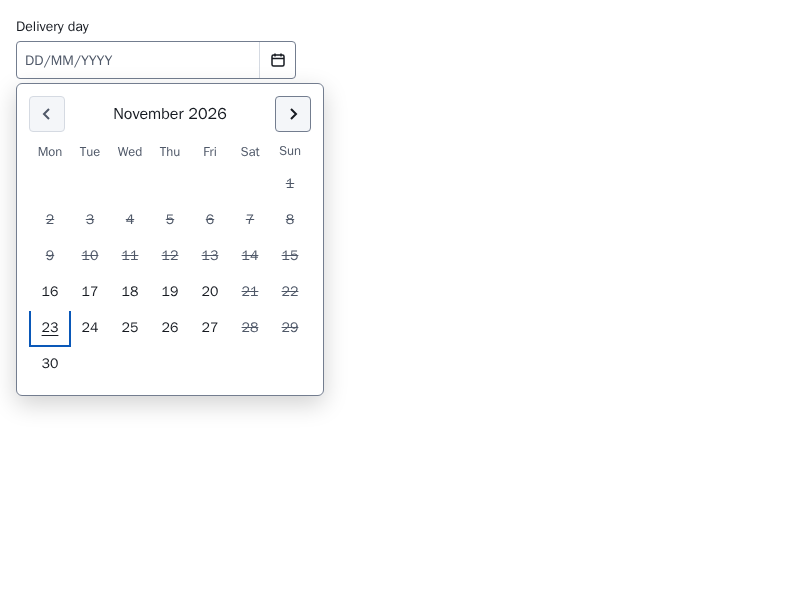 Delivery day
DD/MM/YYYY
November 2026
Mon Tue Wed Thu Fri Sat Sun
1
2 3 4 5 6 7 8
9 10 11 12 13 14 15
16 17 18 19 20 21 22
23 24 25 26 27 28 29
30